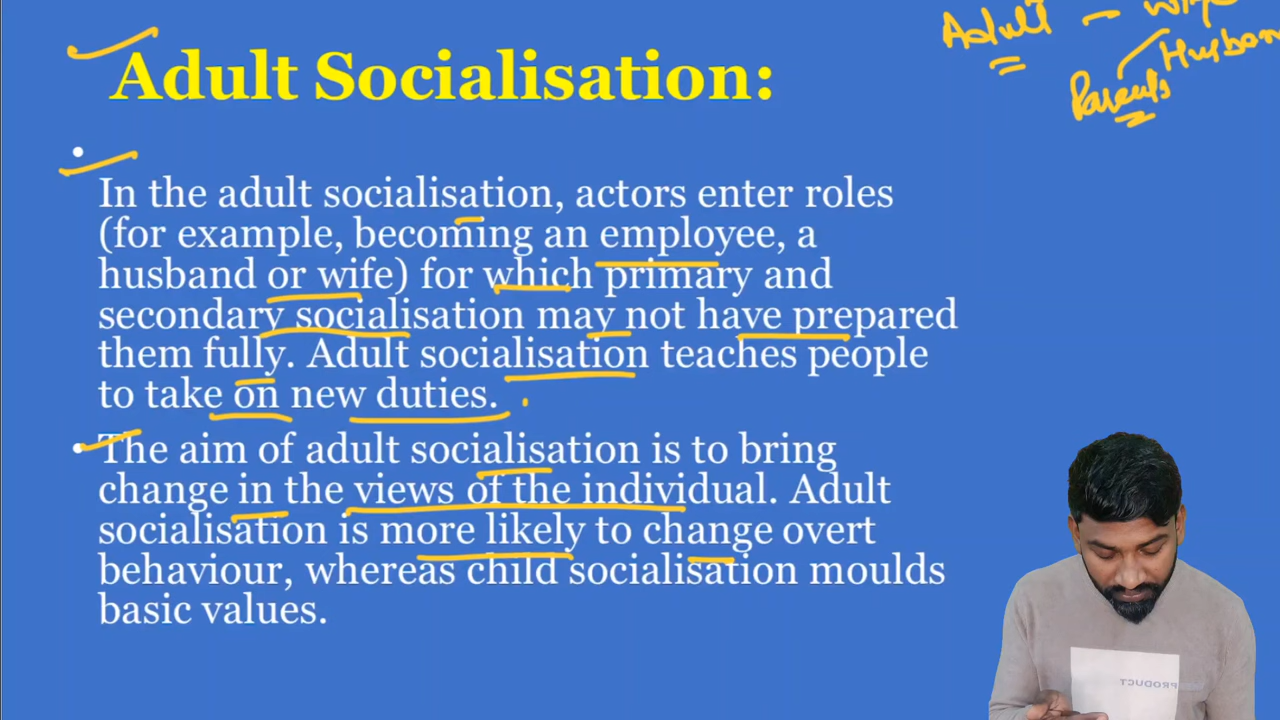 Adult Socialisation:
Adult – Wife
Husban
Parents
In the adult socialisation, actors enter roles
(for example, becoming an employee, a
husband or wife) for which primary and
secondary socialisation may not have prepared
them fully. Adult socialisation teaches people
to take on new duties.
The aim of adult socialisation is to bring
change in the views of the individual. Adult
socialisation is more likely to change overt
behaviour, whereas child socialisation moulds
basic values.
PRODUCT